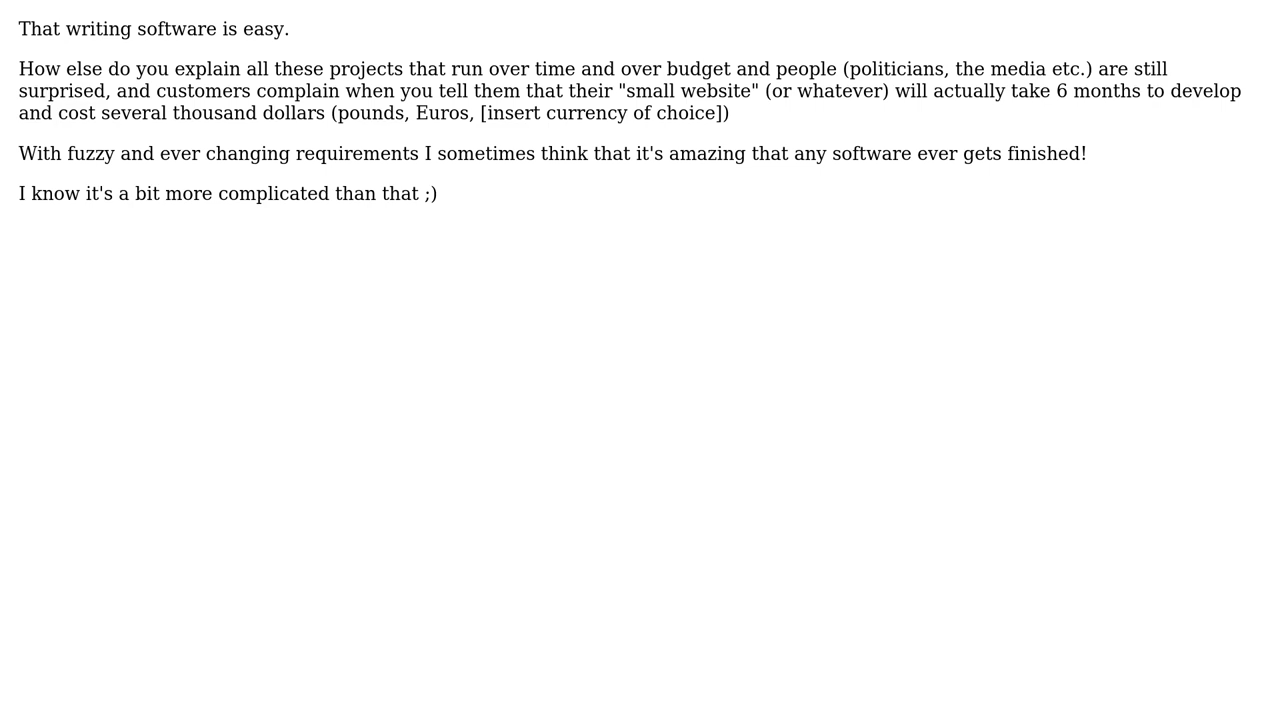 That writing software is easy.
How else do you explain all these projects that run over time and over budget and people (politicians, the media etc.) are still
surprised, and customers complain when you tell them that their "small website" (or whatever) will actually take 6 months to develop
and cost several thousand dollars (pounds, Euros, [insert currency of choice])
With fuzzy and ever changing requirements I sometimes think that it's amazing that any software ever gets finished!
I know it's a bit more complicated than that ;)